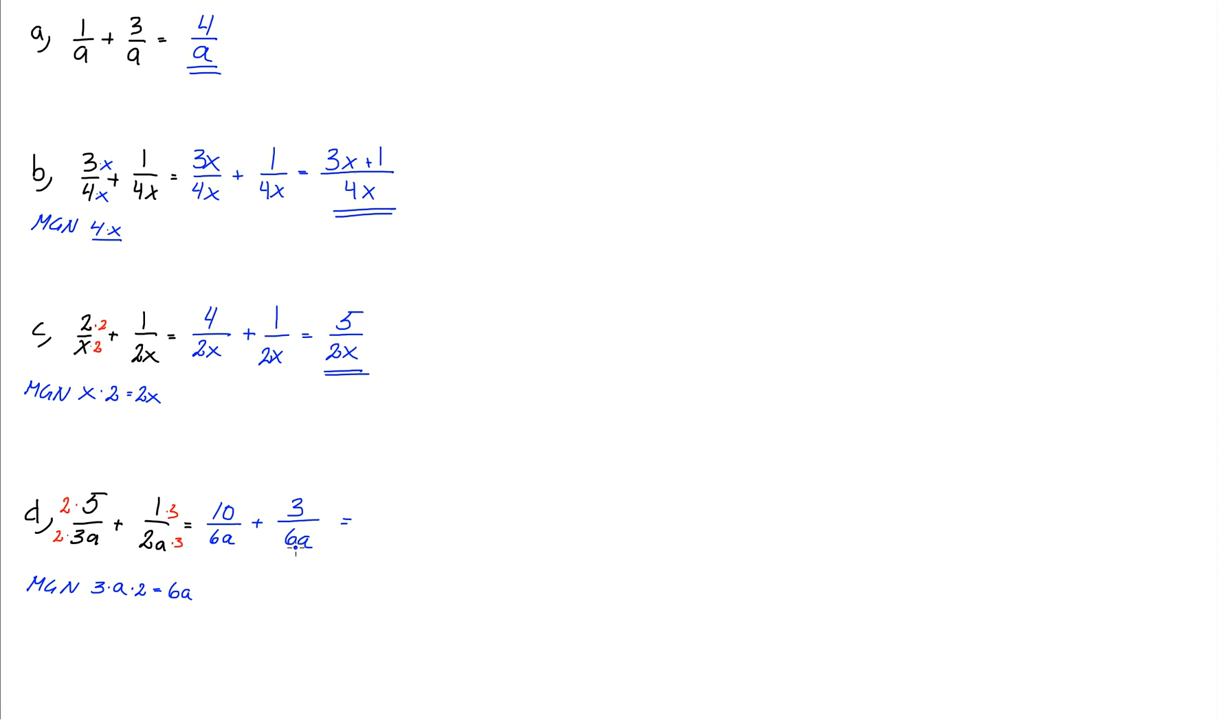 a) 1/a + 3/a = 4/a
b) 3·x/4x + 1/4x = 3x/4x + 1/4x = 3x+1/4x
MGN 4·x
c) 2·2/x·2 + 1/2x = 4/2x + 1/2x = 5/2x
MGN x·2=2x
d) 2·5/2·3a + 1·3/2a·3 = 10/6a + 3/6a =
MGN 3·a·2=6a